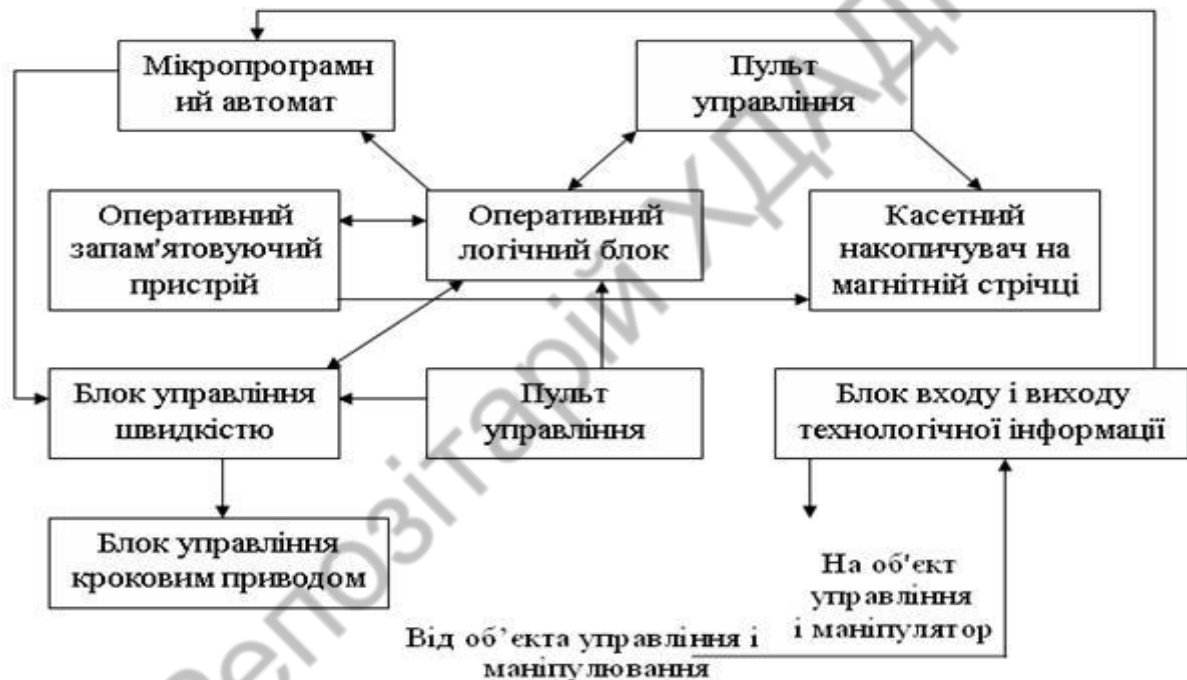 Мікропрограмн
ий автомат
Пульт
управління
Оперативний
запам'ятовуючий
пристрій
Оперативний
логічний блок
Касетний
накопичувач на
магнітній стрічці
Блок управління
швидкістю
Пульт
управління
Блок входу і виходу
технологічної інформації
Блок управління
кроковим приводом
На об'єкт
управління
і маніпулятор
Від об’єкта управління і
маніпулювання
Репозітарій ХДАД